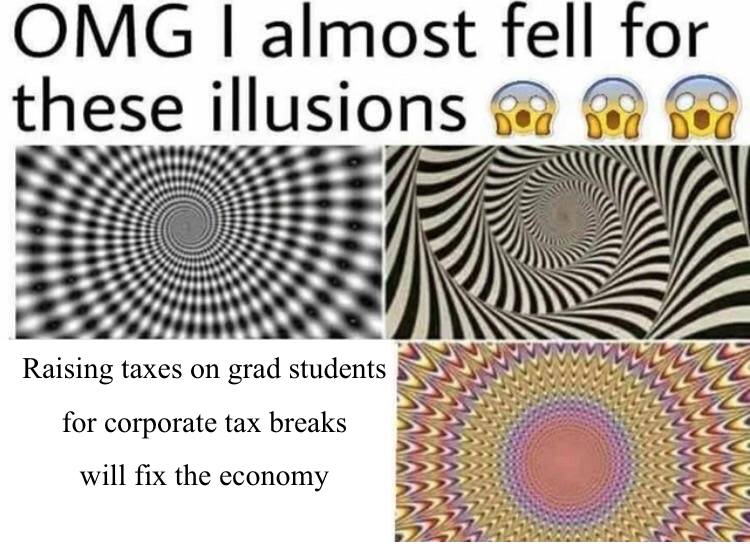 OMG I almost fell for
these illusions 😱 😱 😱
Raising taxes on grad students
for corporate tax breaks
will fix the economy